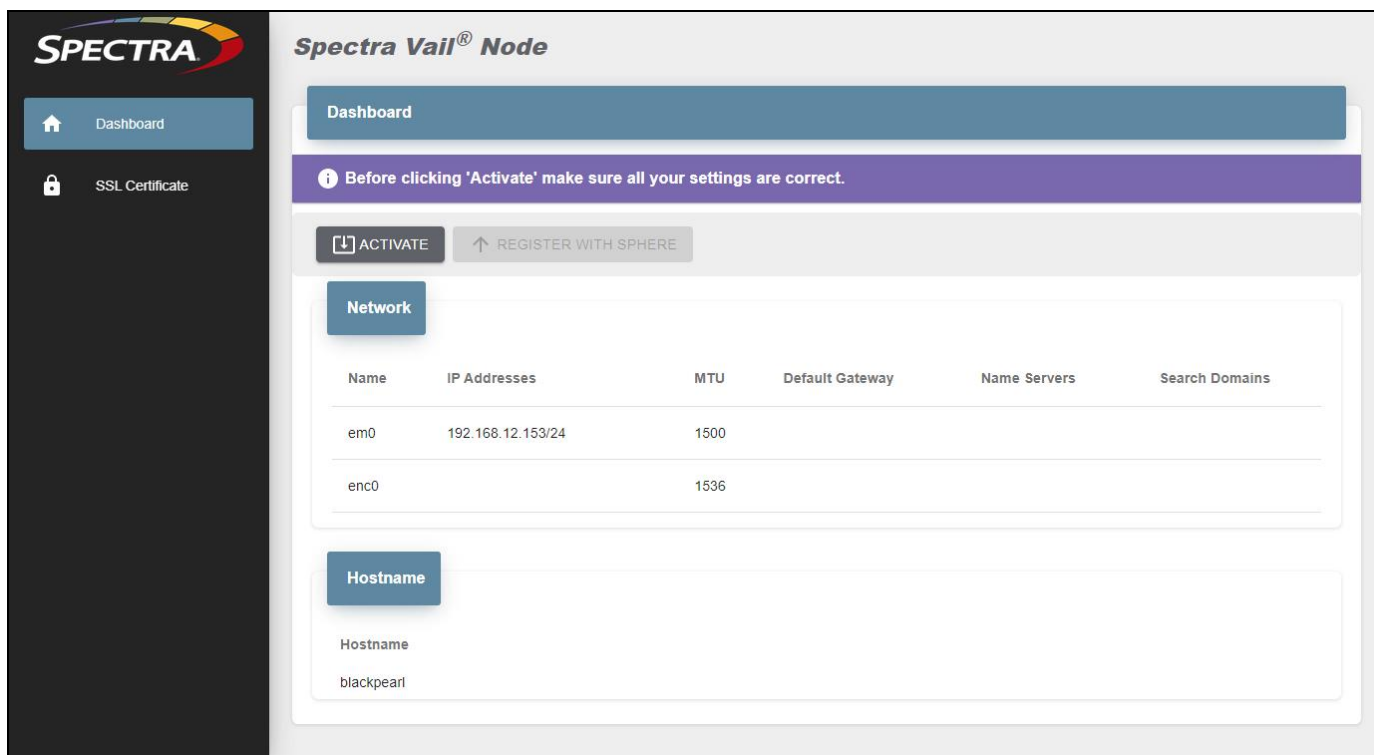 SPECTRA
Spectra Vail® Node
Dashboard
Dashboard
SSL Certificate
Before clicking 'Activate' make sure all your settings are correct.
ACTIVATE REGISTER WITH SPHERE
Network
Name IP Addresses MTU Default Gateway Name Servers Search Domains
em0 192.168.12.153/24 1500
enc0 1536
Hostname
Hostname
blackpearl